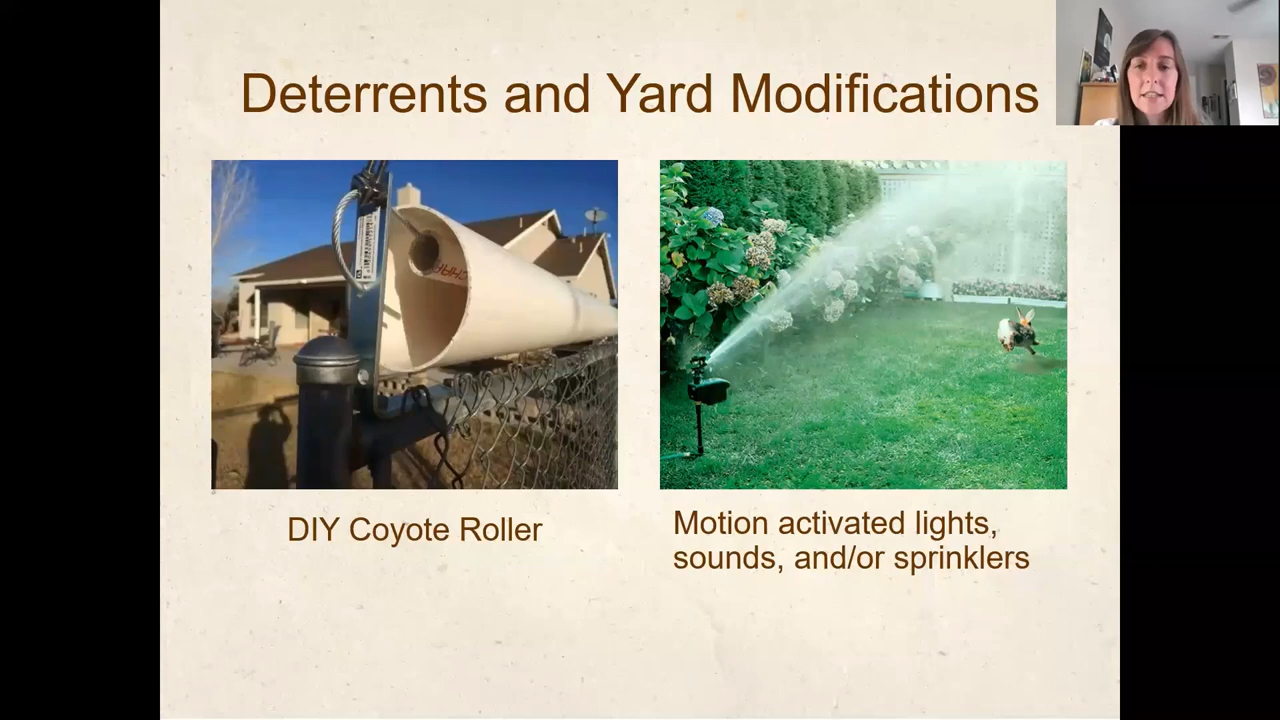 Deterrents and Yard Modifications
DIY Coyote Roller
Motion activated lights,
sounds, and/or sprinklers